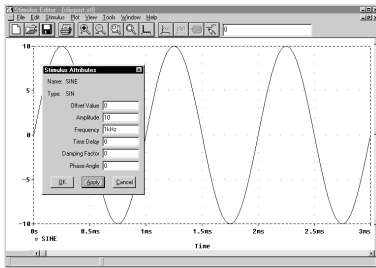 Stimulus Editor - [clippert.stl]
File Edit Stimulus Plot View Tools Window Help
0
10
Stimulus Attributes
Name: SINE
Type: SIN
Offset Value 0
Amplitude 10
Frequency 1kHz
Time Delay 0
Damping Factor 0
Phase Angle 0
OK Apply Cancel
5
0
-5
-10
0s 0.5ms 1ms 1.5ms 2ms 2.5ms 3ms
SINE
Time